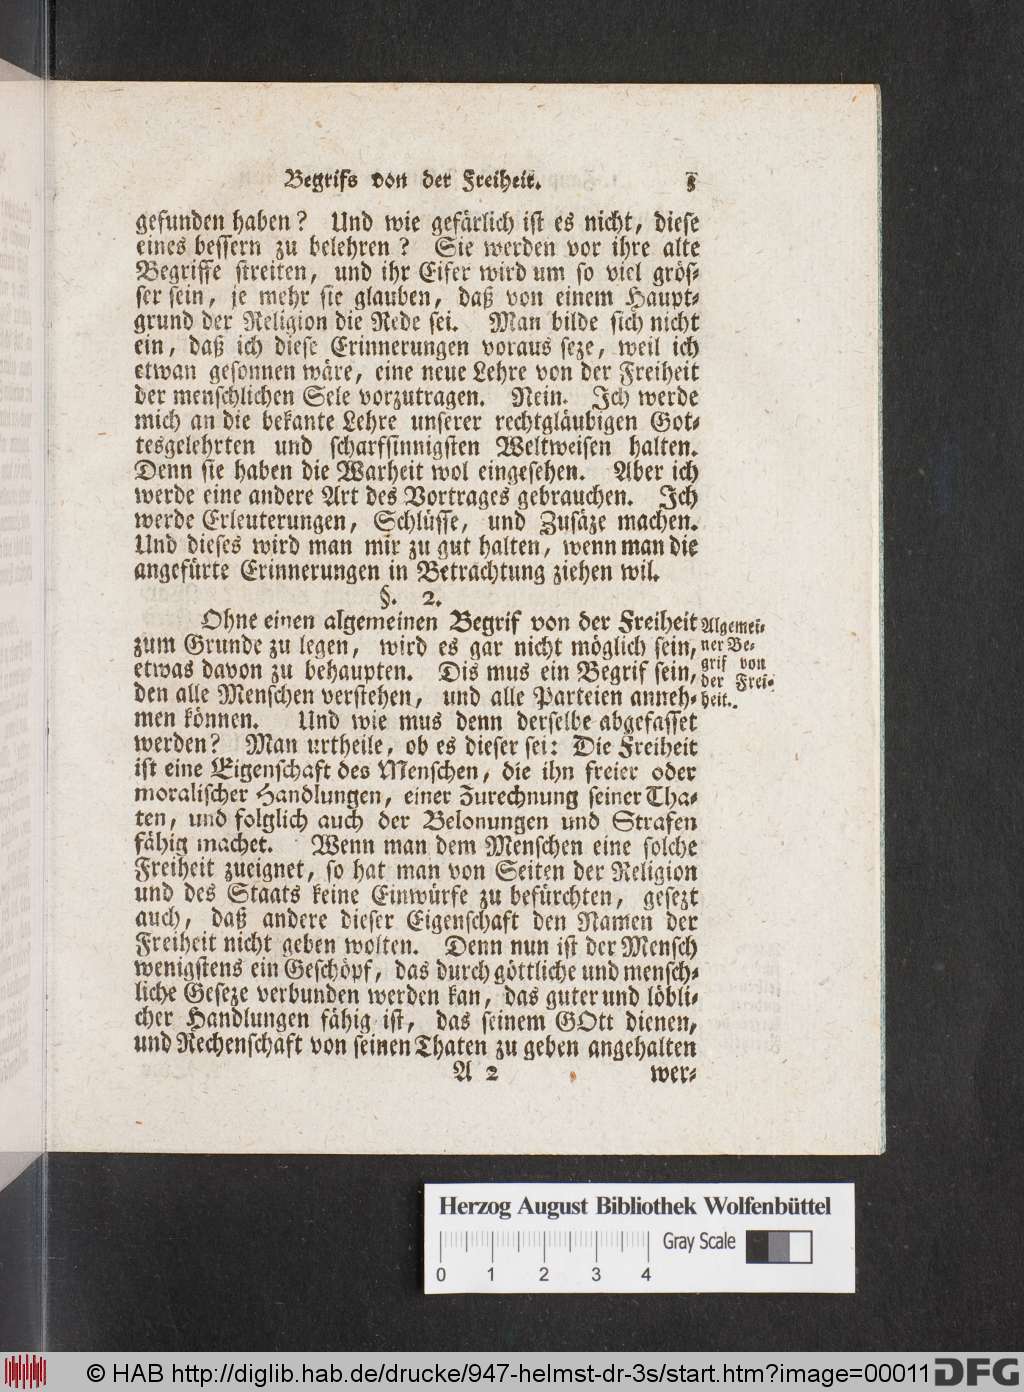 Begrifs von der Freiheit.
gefunden haben? Und wie gefärlich ist es nicht, diese
eines bessern zu belehren? Sie werden vor ihre alte
Begriffe streiten, und ihr Eifer wird um so viel grös-
ser sein, je mehr sie glauben, daß von einem Haupt-
grund der Religion die Rede sei. Man bilde sich nicht
ein, daß ich diese Erinnerungen voraus seze, weil ich
etwan gesonnen wäre, eine neue Lehre von der Freiheit
der menschlichen Sele vorzutragen. Nein. Ich werde
mich an die bekante Lehre unserer rechtgläubigen Got-
tesgelehrten und scharfsinnigsten Weltweisen halten.
Denn sie haben die Warheit wol eingesehen. Aber ich
werde eine andere Art des Vortrages gebrauchen. Ich
werde Erleuterungen, Schlüsse, und Zusäze machen.
Und dieses wird man mir zu gut halten, wenn man die
angefürte Erinnerungen in Betrachtung ziehen wil.
§. 2.
Ohne einen algemeinen Begrif von der Freiheit
zum Grunde zu legen, wird es gar nicht möglich sein,
etwas davon zu behaupten. Dis mus ein Begrif sein,
den alle Menschen verstehen, und alle Parteien anneh-
men können. Und wie mus denn derselbe abgefasset
werden? Man urtheile, ob es dieser sei: Die Freiheit
ist eine Eigenschaft des Menschen, die ihn freier oder
moralischer Handlungen, einer Zurechnung seiner Tha-
ten, und folglich auch der Belonungen und Strafen
fähig machet. Wenn man dem Menschen eine solche
Freiheit zueignet, so hat man von Seiten der Religion
und des Staats keine Einwürfe zu befürchten, gesezt
auch, daß andere dieser Eigenschaft den Namen der
Freiheit nicht geben wolten. Denn nun ist der Mensch
wenigstens ein Geschöpf, das durch göttliche und mensch-
liche Geseze verbunden werden kan, das guter und löbli-
cher Handlungen fähig ist, das seinem GOtt dienen,
und Rechenschaft von seinen Thaten zu geben angehalten
A 2 wer-
Algemei-
ner Be-
grif von
der Frei-
heit.
Herzog August Bibliothek Wolfenbüttel
Gray Scale
0 1 2 3 4
© HAB http://diglib.hab.de/drucke/947-helmst-dr-3s/start.htm?image=00011
DFG